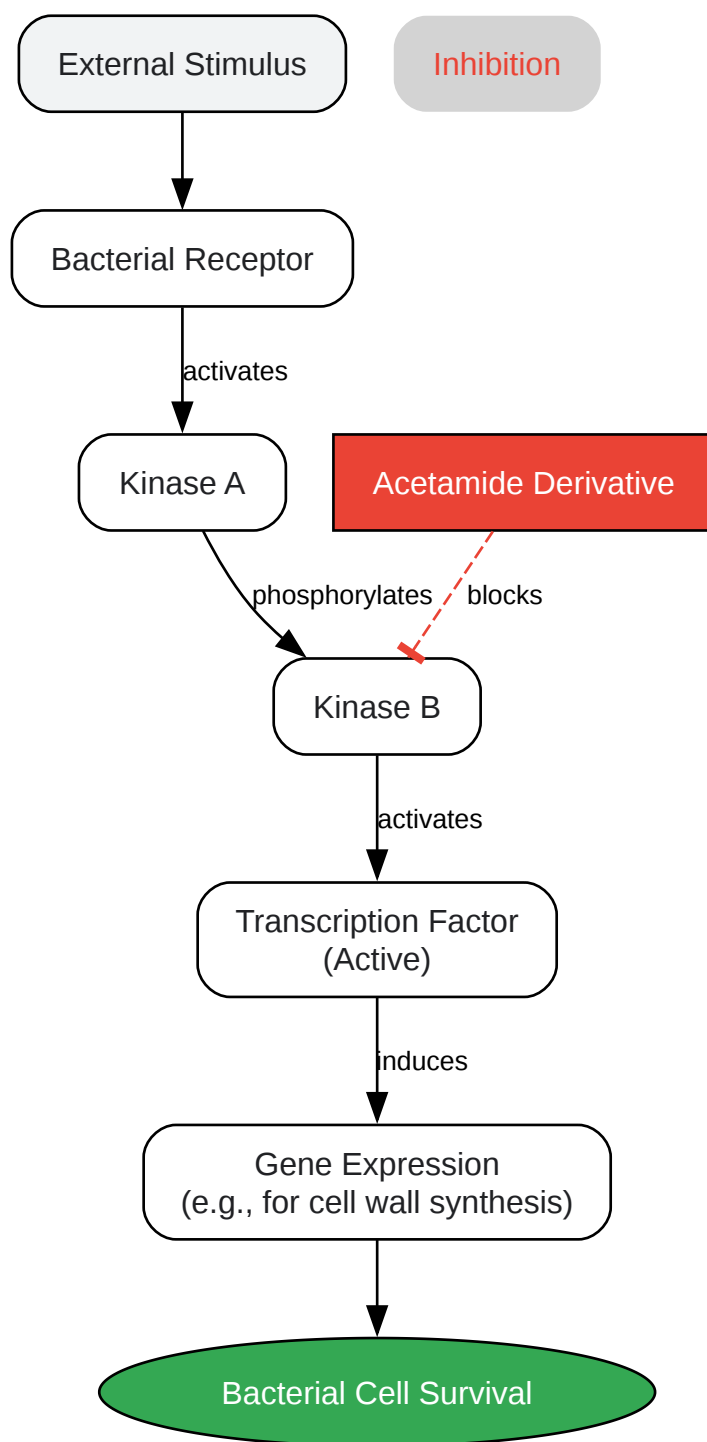 External Stimulus
Inhibition
Bacterial Receptor
activates
Kinase A
Acetamide Derivative
phosphorylates
blocks
Kinase B
activates
Transcription Factor
(Active)
induces
Gene Expression
(e.g., for cell wall synthesis)
Bacterial Cell Survival